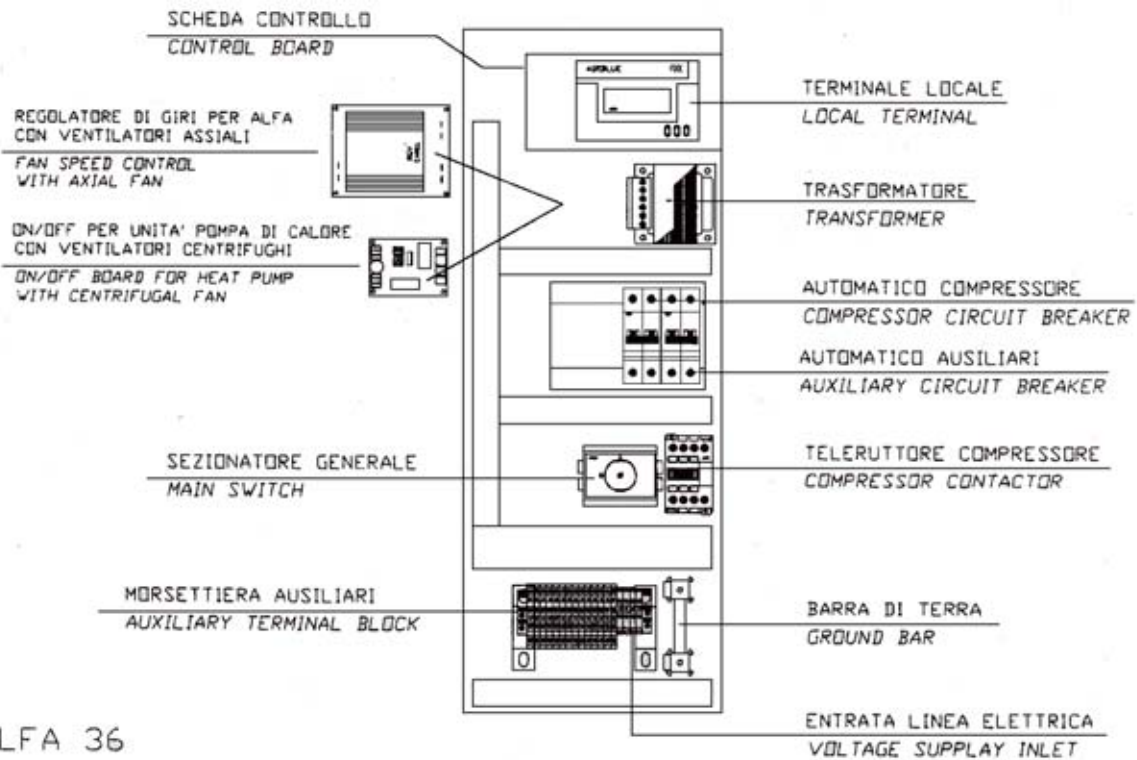 SCHEDA CONTROLLO
CONTROL BOARD
REGOLATORE DI GIRI PER ALFA
CON VENTILATORI ASSIALI
FAN SPEED CONTROL
WITH AXIAL FAN
ON/OFF PER UNITA' POMPA DI CALORE
CON VENTILATORI CENTRIFUGHI
ON/OFF BOARD FOR HEAT PUMP
WITH CENTRIFUGAL FAN
TERMINALE LOCALE
LOCAL TERMINAL
TRASFORMATORE
TRANSFORMER
AUTOMATICO COMPRESSORE
COMPRESSOR CIRCUIT BREAKER
AUTOMATICO AUSILIARI
AUXILIARY CIRCUIT BREAKER
SEZIONATORE GENERALE
MAIN SWITCH
TELERUTTORE COMPRESSORE
COMPRESSOR CONTACTOR
MORSETTIERA AUSILIARI
AUXILIARY TERMINAL BLOCK
BARRA DI TERRA
GROUND BAR
ENTRATA LINEA ELETTRICA
VOLTAGE SUPPLAY INLET
LFA 36